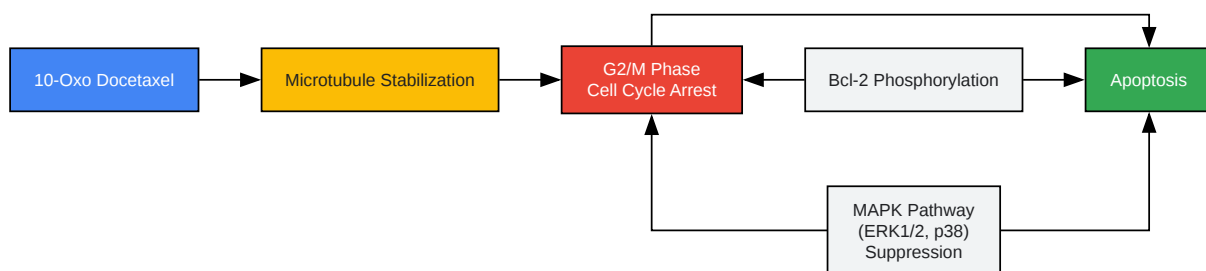 10-Oxo Docetaxel
Microtubule Stabilization
G2/M Phase
Cell Cycle Arrest
Bcl-2 Phosphorylation
Apoptosis
MAPK Pathway
(ERK1/2, p38)
Suppression